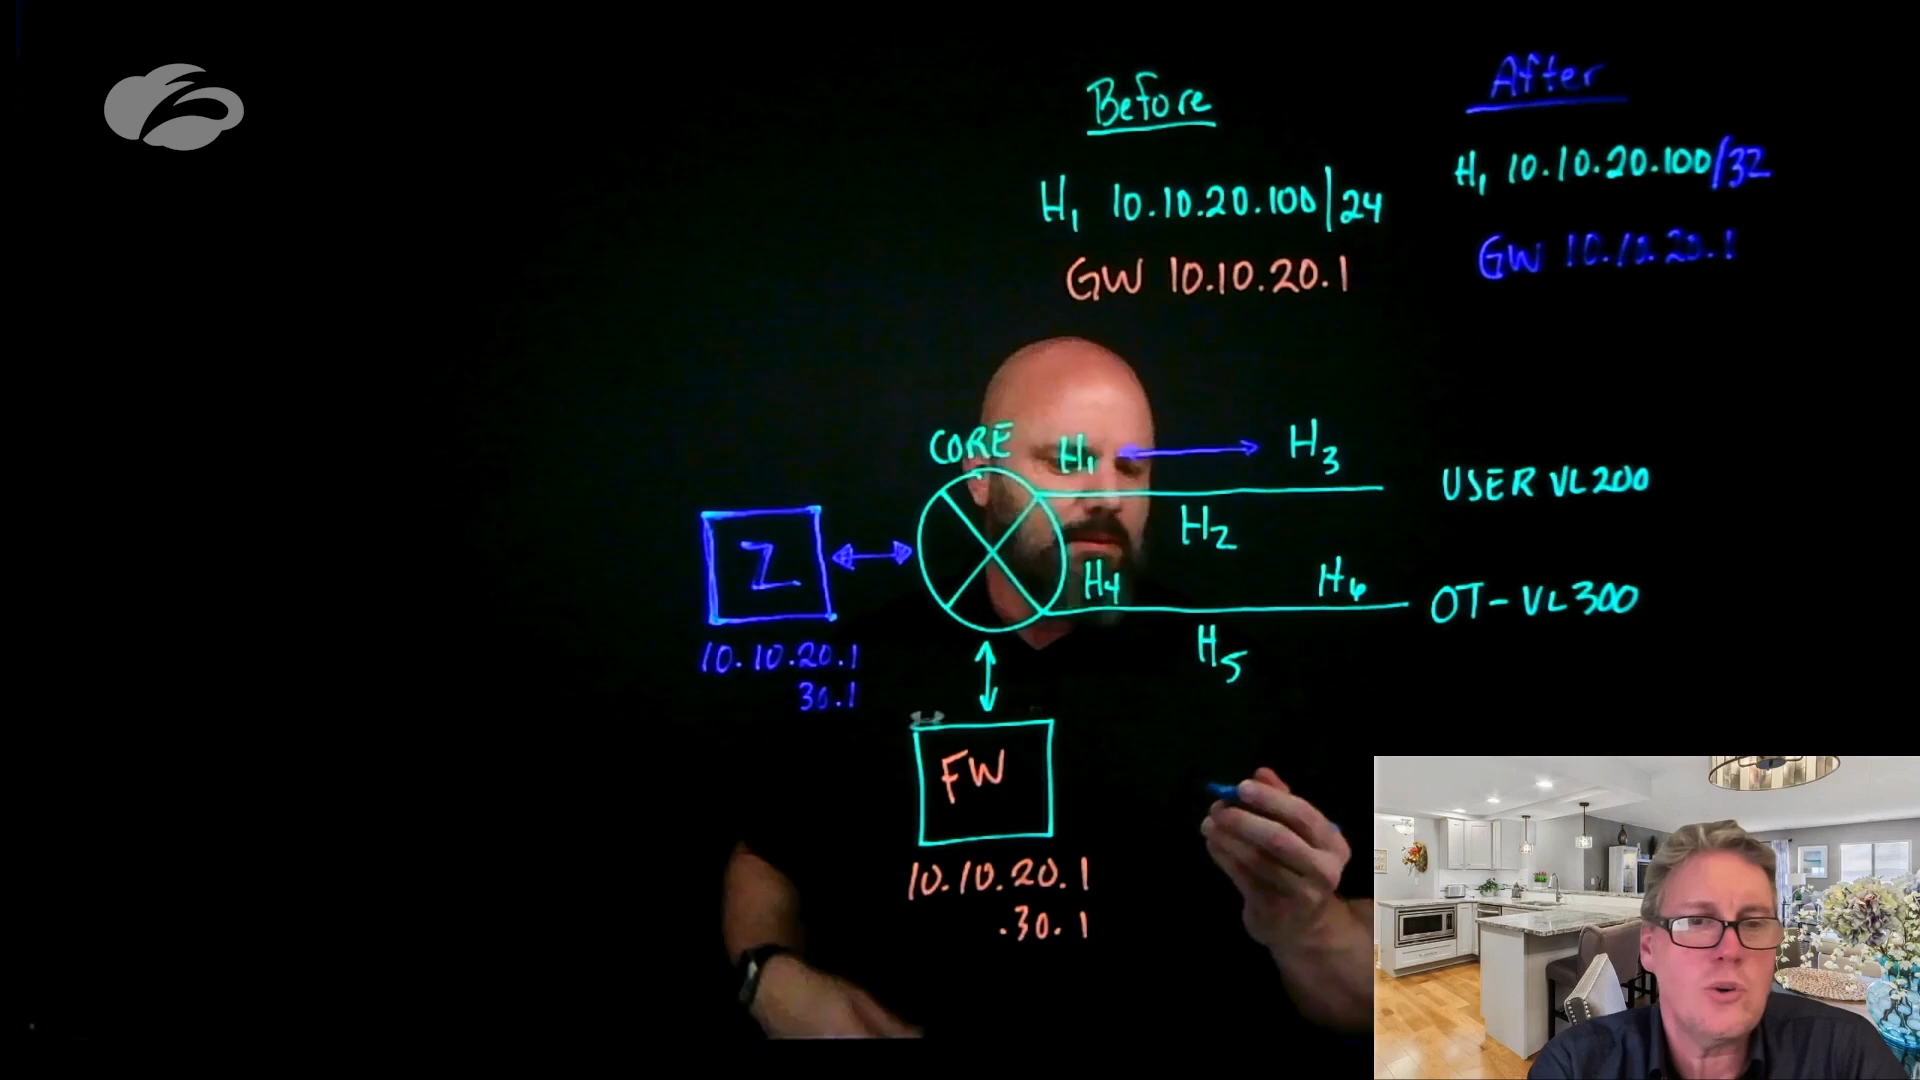 Before
H1 10.10.20.100/24
GW 10.10.20.1
After
H1 10.10.20.100/32
GW 10.10.20.1
CORE
H1
H3
USER VL200
H2
Z
H4
H6
OT-VL300
10.10.20.1
30.1
H5
FW
10.10.20.1
.30.1